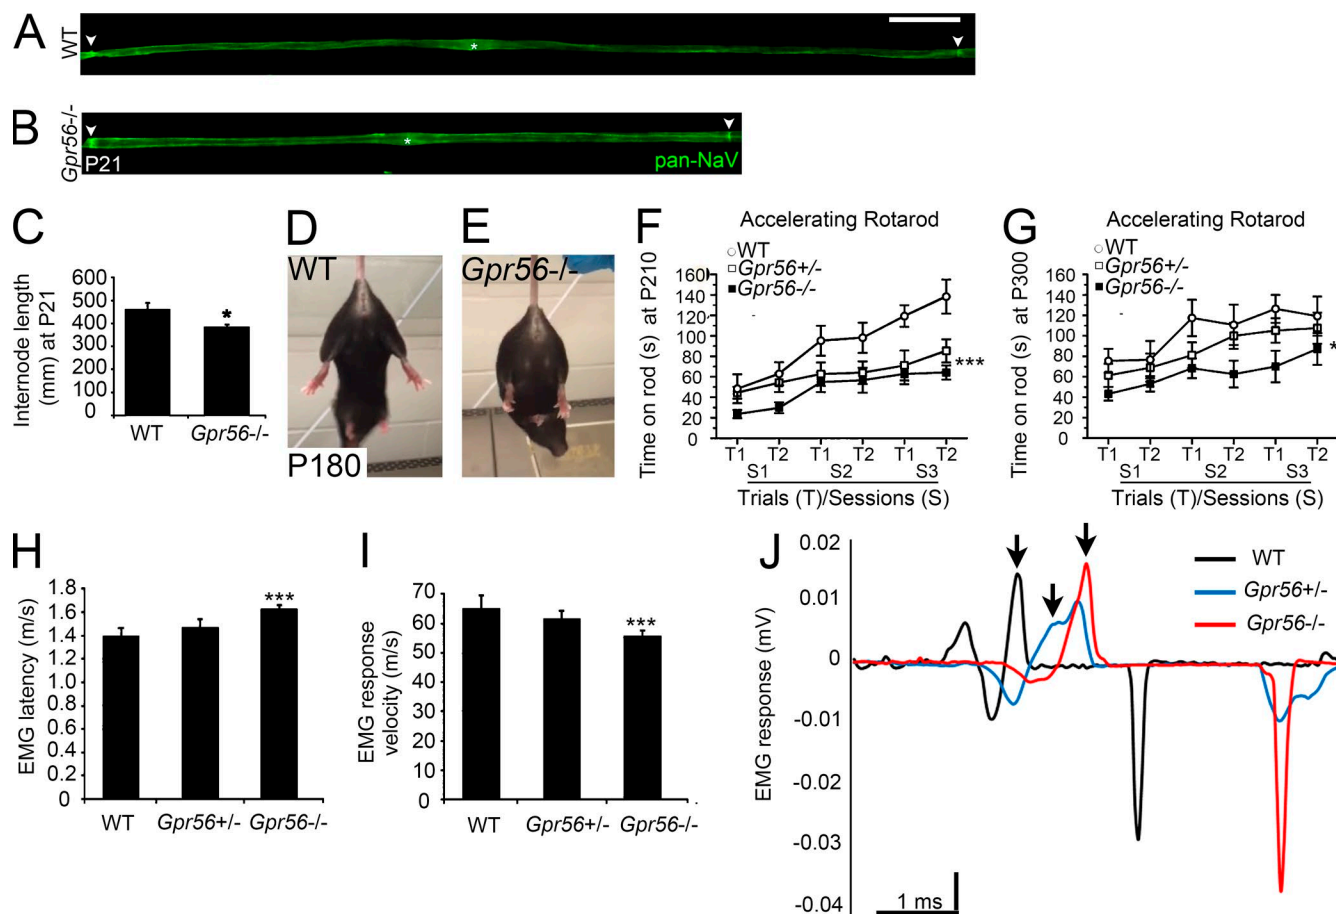 A
WT
*
B
Gpr56-/-
*
P21
pan-NaV
C
Internode length
(mm) at P21
600
500
400
300
200
100
0
*
WT
Gpr56-/-
D
WT
P180
E
Gpr56-/-
F
Accelerating Rotarod
WT
Gpr56+/-
Gpr56-/-
Time on rod (s) at P210
160
140
120
100
80
60
40
20
0
***
T1 T2 T1 T2 T1 T2
S1 S2 S3
Trials (T)/Sessions (S)
G
Accelerating Rotarod
WT
Gpr56+/-
Gpr56-/-
Time on rod (s) at P300
160
140
120
100
80
60
40
20
0
*
T1 T2 T1 T2 T1 T2
S1 S2 S3
Trials (T)/Sessions (S)
H
EMG latency (m/s)
1.8
1.6
1.4
1.2
1.0
0.8
0.6
0.4
0.2
0
***
WT
Gpr56+/-
Gpr56-/-
I
EMG response
velocity (m/s)
70
60
50
40
30
20
10
0
***
WT
Gpr56+/-
Gpr56-/-
J
EMG response (mV)
0.02
0.01
0
-0.01
-0.02
-0.03
-0.04
WT
Gpr56+/-
Gpr56-/-
1 ms